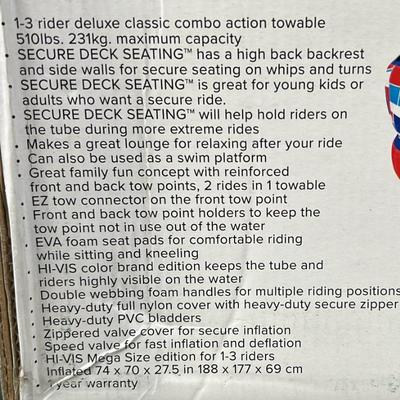 • 1-3 rider deluxe classic combo action towable
510lbs. 231kg. maximum capacity
• SECURE DECK SEATING™ has a high back backrest
and side walls for secure seating on whips and turns
• SECURE DECK SEATING™ is great for young kids or
adults who want a secure ride.
• SECURE DECK SEATING™ will help hold riders on
the tube during more extreme rides
• Makes a great lounge for relaxing after your ride
• Can also be used as a swim platform
• Great family fun concept with reinforced
front and back tow points, 2 rides in 1 towable
• EZ tow connector on the front tow point
• Front and back tow point holders to keep the
tow point not in use out of the water
• EVA foam seat pads for comfortable riding
while sitting and kneeling
• HI-VIS color brand edition keeps the tube and
riders highly visible on the water
• Double webbing foam handles for multiple riding positions
• Heavy-duty full nylon cover with heavy-duty secure zipper
• Heavy-duty PVC bladders
• Zippered valve cover for secure inflation
• Speed valve for fast inflation and deflation
• HI-VIS Mega Size edition for 1-3 riders
• Inflated 74 x 70 x 27.5 in 188 x 177 x 69 cm
• 1 year warranty